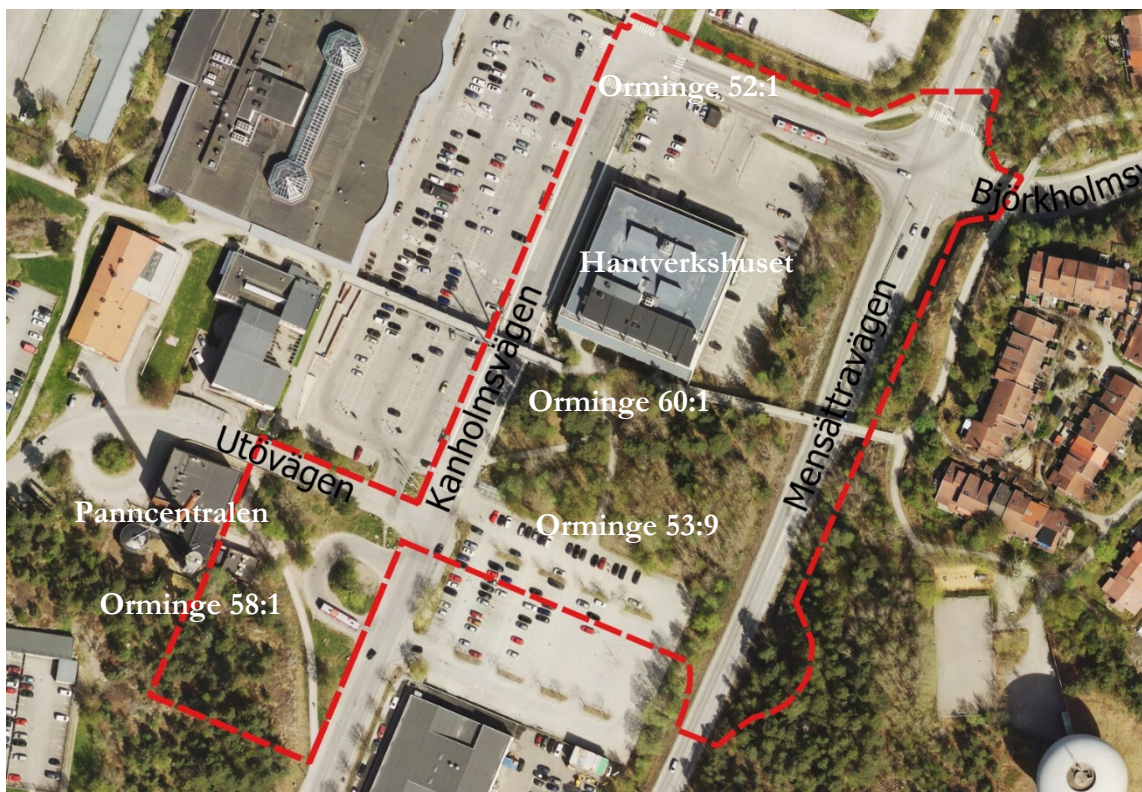 Orminge 52:1
Björkholmsv
Hantverkshuset
Kanholmsvägen
Orminge 60:1
Mensättravägen
Utövägen
Panncentralen
Orminge 53:9
Orminge 58:1